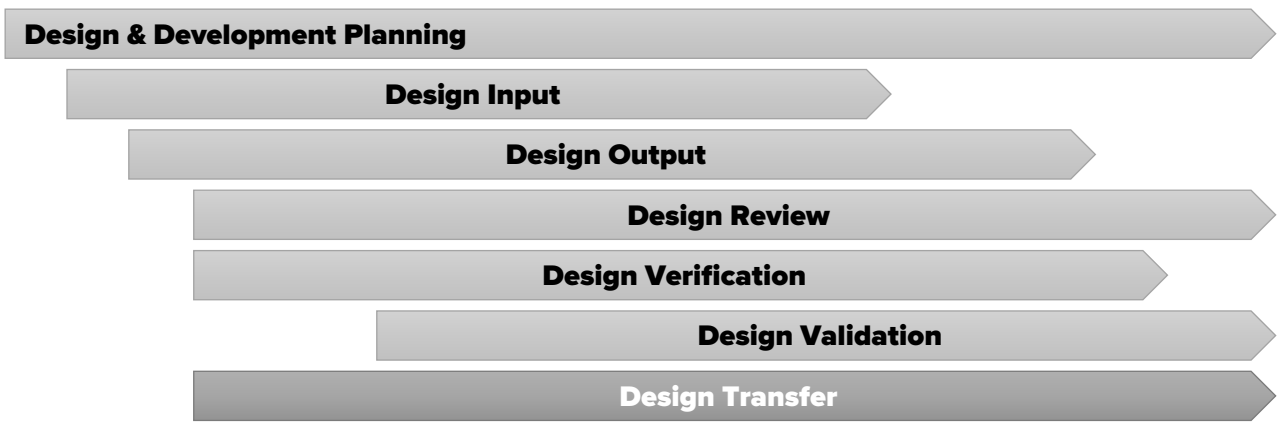 Design & Development Planning
Design Input
Design Output
Design Review
Design Verification
Design Validation
Design Transfer